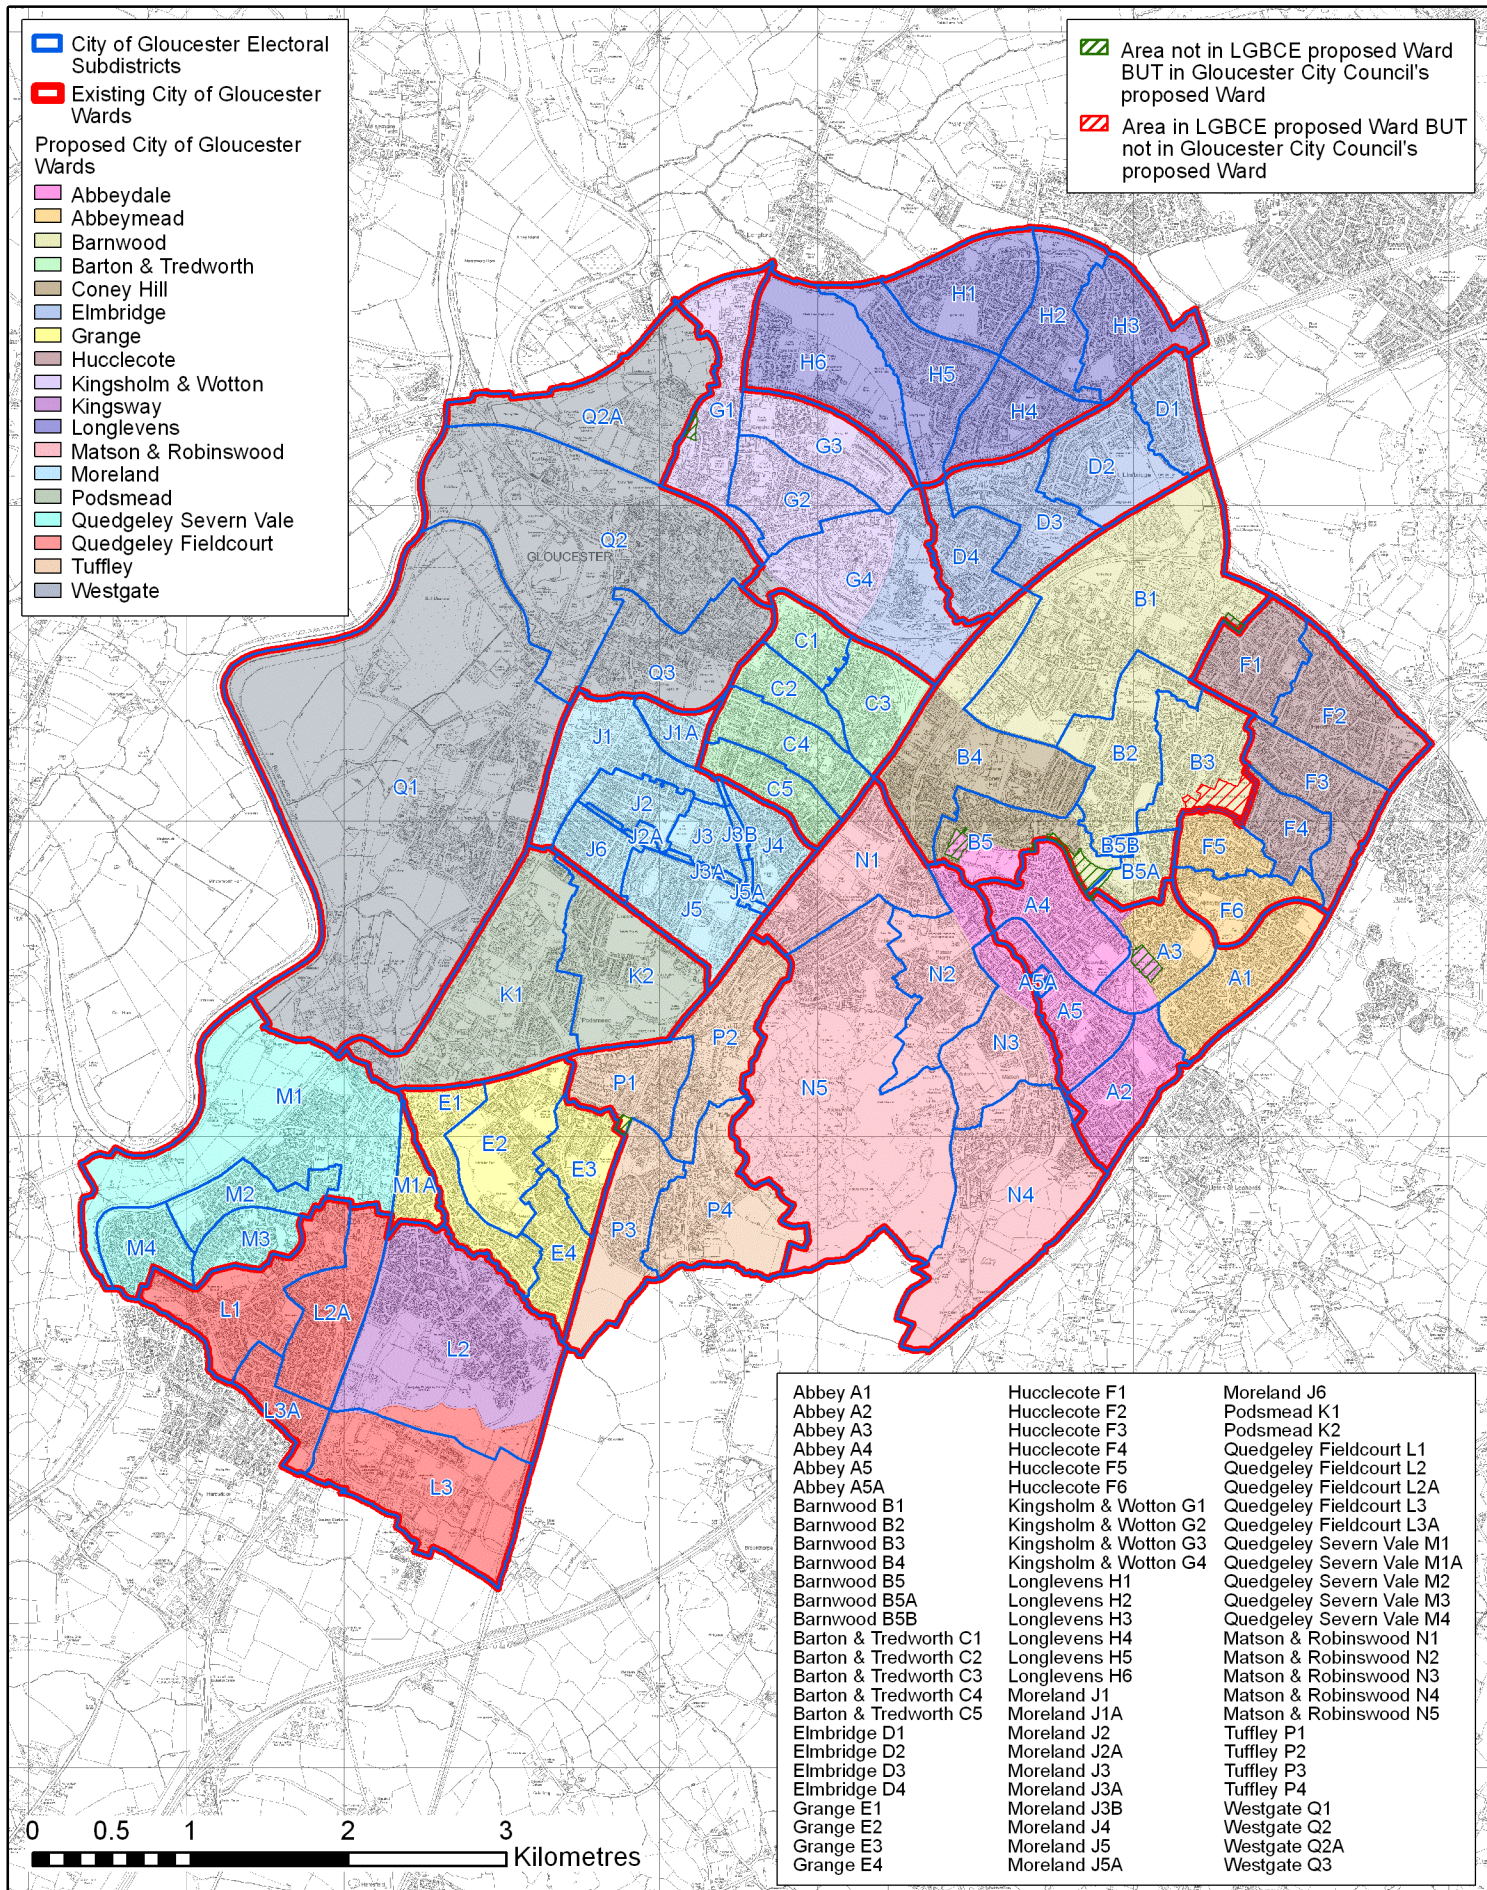 City of Gloucester Electoral
Subdistricts
Existing City of Gloucester
Wards
Proposed City of Gloucester
Wards
Abbeydale
Abbeymead
Barnwood
Barton & Tredworth
Coney Hill
Elmbridge
Grange
Hucclecote
Kingsholm & Wotton
Kingsway
Longlevens
Matson & Robinswood
Moreland
Podsmead
Quedgeley Severn Vale
Quedgeley Fieldcourt
Tuffley
Westgate
Area not in LGBCE proposed Ward
BUT in Gloucester City Council's
proposed Ward
Area in LGBCE proposed Ward BUT
not in Gloucester City Council's
proposed Ward
H1
H2
H3
H6
H5
H4
D1
Q2A
G1
G3
D2
G2
D3
Q2
GLOUCESTER
D4
G4
B1
C1
F1
Q3
C2
C3
F2
J1
J1A
C4
B4
B2
B3
Q1
C5
F3
J2
J2A
J3
J3B
J4
F4
J6
N1
B5
B5B
F5
J3A
B5A
J5A
J5
A4
F6
A3
K2
N2
A5A
A1
K1
A5
P2
N3
P1
N5
A2
M1
E1
E2
E3
M1A
M2
N4
P4
P3
M3
M4
E4
L1
L2A
L2
L3A
L3
Abbey A1
Abbey A2
Abbey A3
Abbey A4
Abbey A5
Abbey A5A
Barnwood B1
Barnwood B2
Barnwood B3
Barnwood B4
Barnwood B5
Barnwood B5A
Barnwood B5B
Barton & Tredworth C1
Barton & Tredworth C2
Barton & Tredworth C3
Barton & Tredworth C4
Barton & Tredworth C5
Elmbridge D1
Elmbridge D2
Elmbridge D3
Elmbridge D4
Grange E1
Grange E2
Grange E3
Grange E4
Hucclecote F1
Hucclecote F2
Hucclecote F3
Hucclecote F4
Hucclecote F5
Hucclecote F6
Kingsholm & Wotton G1
Kingsholm & Wotton G2
Kingsholm & Wotton G3
Kingsholm & Wotton G4
Longlevens H1
Longlevens H2
Longlevens H3
Longlevens H4
Longlevens H5
Longlevens H6
Moreland J1
Moreland J1A
Moreland J2
Moreland J2A
Moreland J3
Moreland J3A
Moreland J3B
Moreland J4
Moreland J5
Moreland J5A
Moreland J6
Podsmead K1
Podsmead K2
Quedgeley Fieldcourt L1
Quedgeley Fieldcourt L2
Quedgeley Fieldcourt L2A
Quedgeley Fieldcourt L3
Quedgeley Fieldcourt L3A
Quedgeley Severn Vale M1
Quedgeley Severn Vale M1A
Quedgeley Severn Vale M2
Quedgeley Severn Vale M3
Quedgeley Severn Vale M4
Matson & Robinswood N1
Matson & Robinswood N2
Matson & Robinswood N3
Matson & Robinswood N4
Matson & Robinswood N5
Tuffley P1
Tuffley P2
Tuffley P3
Tuffley P4
Westgate Q1
Westgate Q2
Westgate Q2A
Westgate Q3
0 0.5 1 2 3
Kilometres